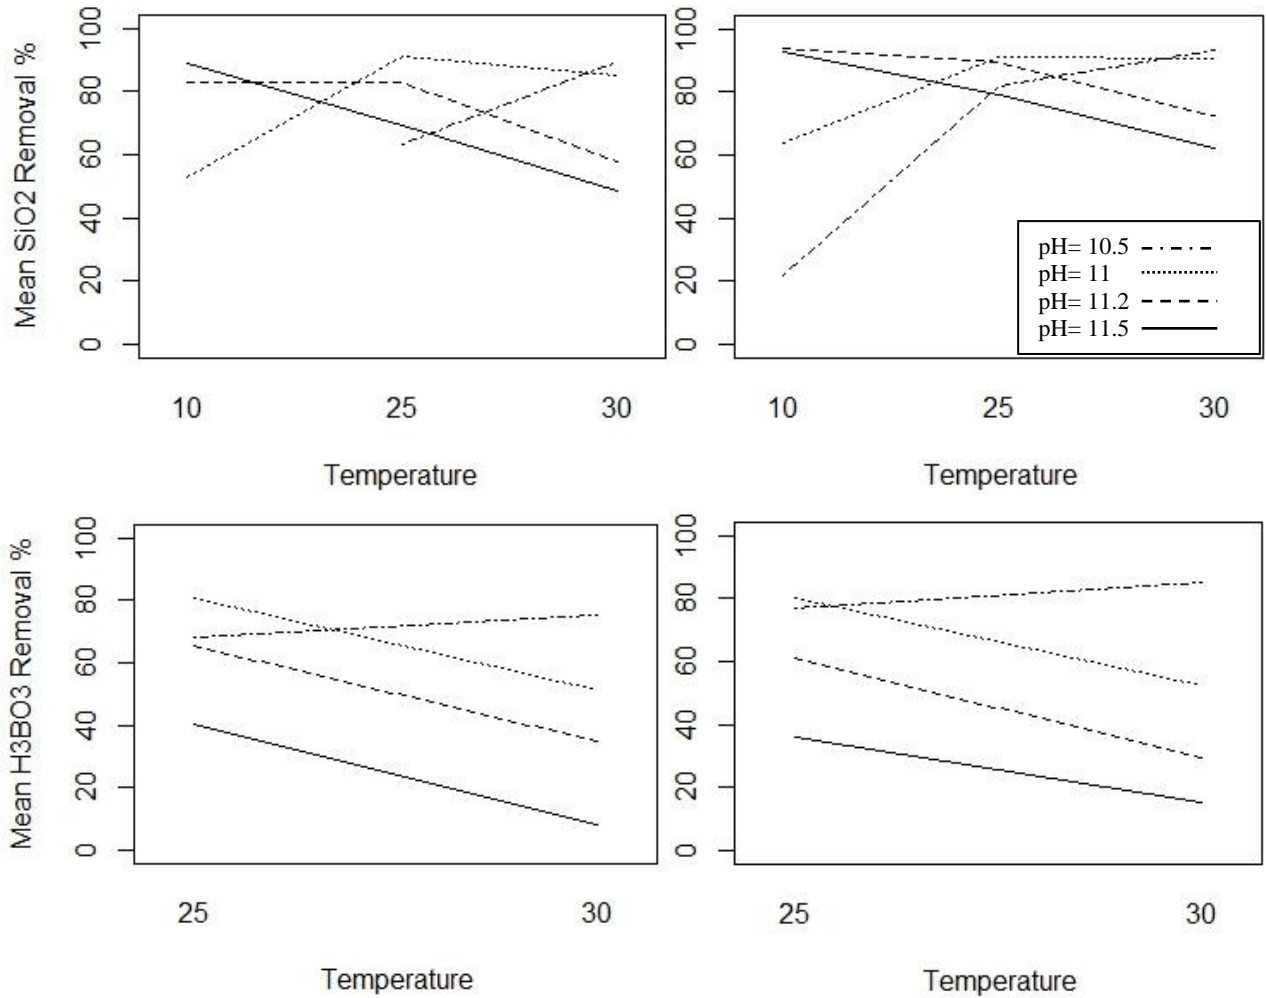 Mean SiO2 Removal %
0 20 40 60 80 100
10 25 30
Temperature
0 20 40 60 80 100
pH= 10.5
pH= 11
pH= 11.2
pH= 11.5
10 25 30
Temperature
Mean H3BO3 Removal %
0 20 40 60 80 100
25 30
Temperature
0 20 40 60 80 100
25 30
Temperature